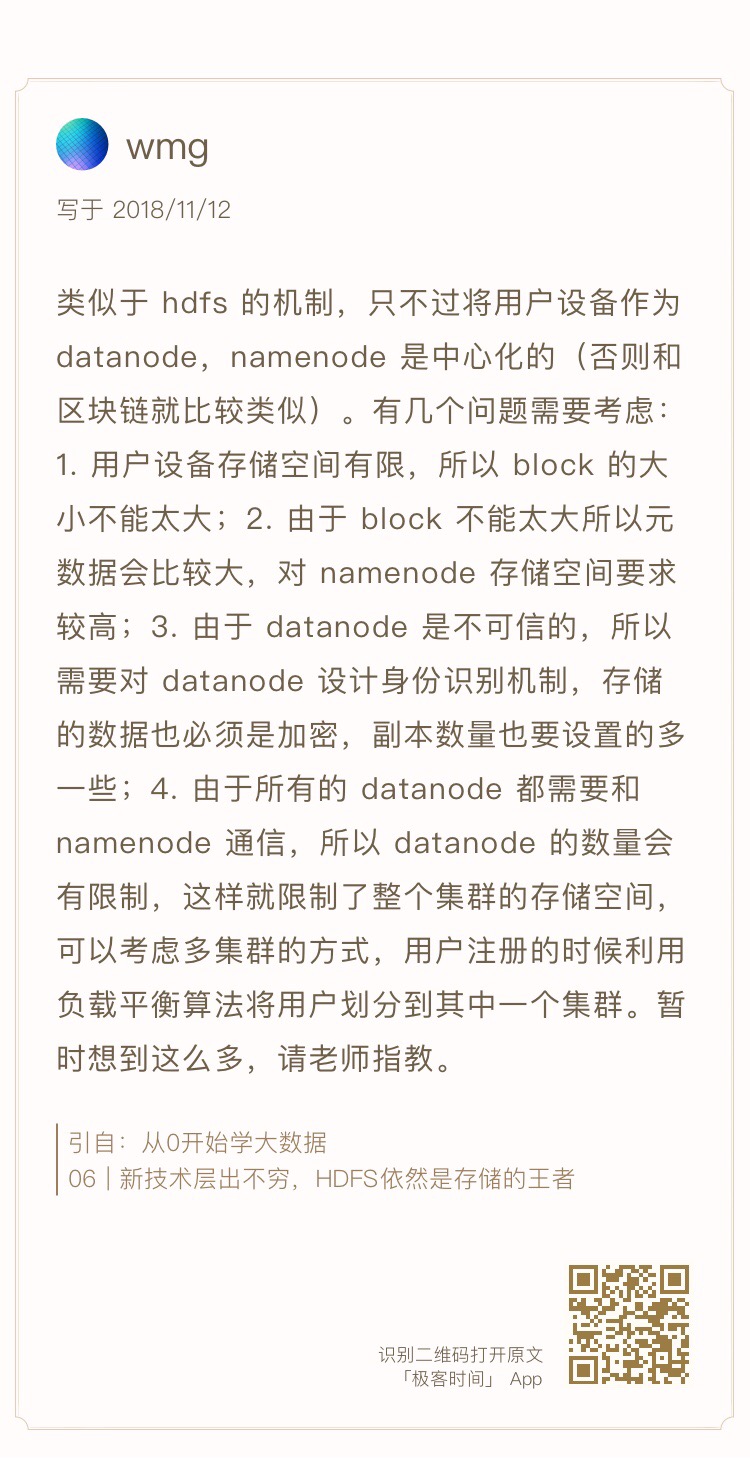 wmg
写于 2018/11/12
类似于 hdfs 的机制，只不过将用户设备作为
datanode，namenode 是中心化的（否则和
区块链就比较类似）。有几个问题需要考虑：
1. 用户设备存储空间有限，所以 block 的大
小不能太大；2. 由于 block 不能太大所以元
数据会比较大，对 namenode 存储空间要求
较高；3. 由于 datanode 是不可信的，所以
需要对 datanode 设计身份识别机制，存储
的数据也必须是加密，副本数量也要设置的多
一些；4. 由于所有的 datanode 都需要和
namenode 通信，所以 datanode 的数量会
有限制，这样就限制了整个集群的存储空间，
可以考虑多集群的方式，用户注册的时候利用
负载平衡算法将用户划分到其中一个集群。暂
时想到这么多，请老师指教。
引自：从0开始学大数据
06 | 新技术层出不穷，HDFS依然是存储的王者
识别二维码打开原文
「极客时间」 App